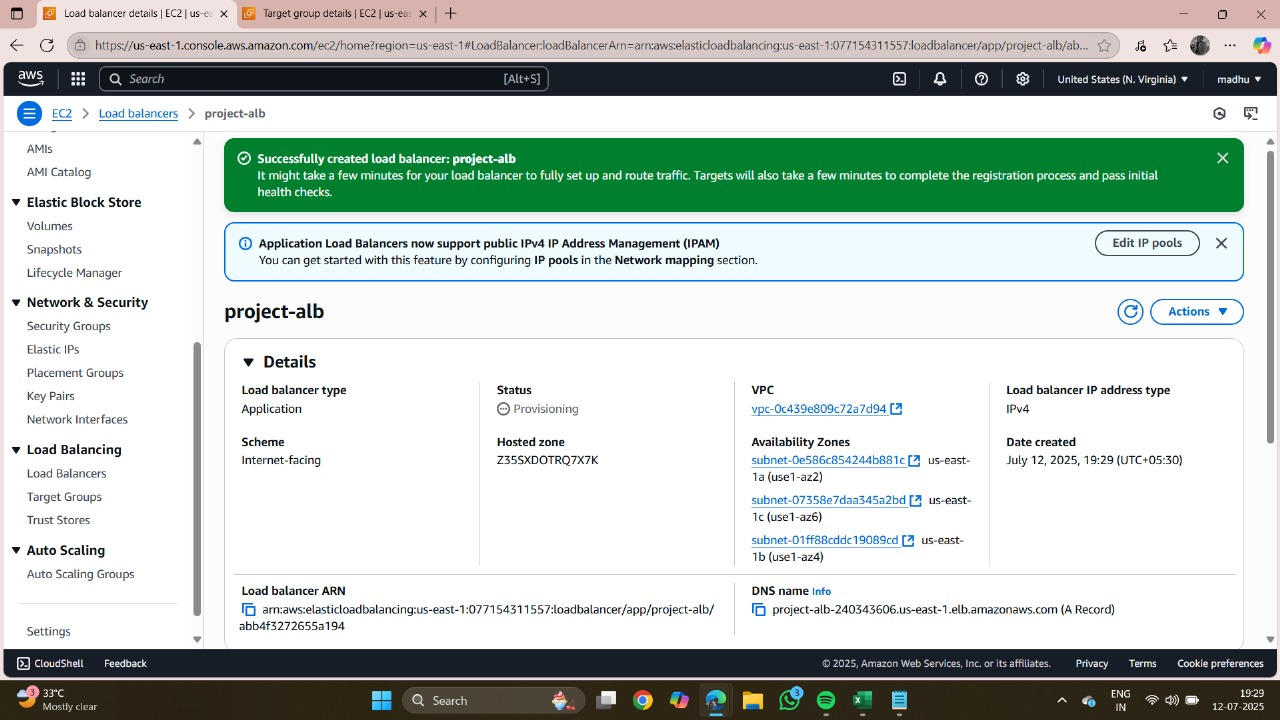 Load balancer details | EC2 | us-ea
Target group details | EC2 | us-eas
https://us-east-1.console.aws.amazon.com/ec2/home?region=us-east-1#LoadBalancer:loadBalancerArn=arn:aws:elasticloadbalancing:us-east-1:077154311557:loadbalancer/app/project-alb/ab...
aws
Search
[Alt+S]
United States (N. Virginia)
madhu
EC2
Load balancers
project-alb
AMIs
AMI Catalog
Elastic Block Store
Volumes
Snapshots
Lifecycle Manager
Network & Security
Security Groups
Elastic IPs
Placement Groups
Key Pairs
Network Interfaces
Load Balancing
Load Balancers
Target Groups
Trust Stores
Auto Scaling
Auto Scaling Groups
Settings
Successfully created load balancer: project-alb
It might take a few minutes for your load balancer to fully set up and route traffic. Targets will also take a few minutes to complete the registration process and pass initial
health checks.
Application Load Balancers now support public IPv4 IP Address Management (IPAM)
You can get started with this feature by configuring IP pools in the Network mapping section.
Edit IP pools
project-alb
Actions
Details
Load balancer type
Application
Status
Provisioning
VPC
vpc-0c439e809c72a7d94
Load balancer IP address type
IPv4
Scheme
Internet-facing
Hosted zone
Z35SXDOTRQ7X7K
Availability Zones
subnet-0e586c854244b881c us-east-
1a (use1-az2)
subnet-07358e7daa345a2bd us-east-
1c (use1-az6)
subnet-01ff88cddc19089cd us-east-
1b (use1-az4)
Date created
July 12, 2025, 19:29 (UTC+05:30)
Load balancer ARN
arn:aws:elasticloadbalancing:us-east-1:077154311557:loadbalancer/app/project-alb/
abb4f3272655a194
DNS name Info
project-alb-240343606.us-east-1.elb.amazonaws.com (A Record)
CloudShell
Feedback
© 2025, Amazon Web Services, Inc. or its affiliates.
Privacy
Terms
Cookie preferences
3
33°C
Mostly clear
Search
3
ENG
IN
19:29
12-07-2025